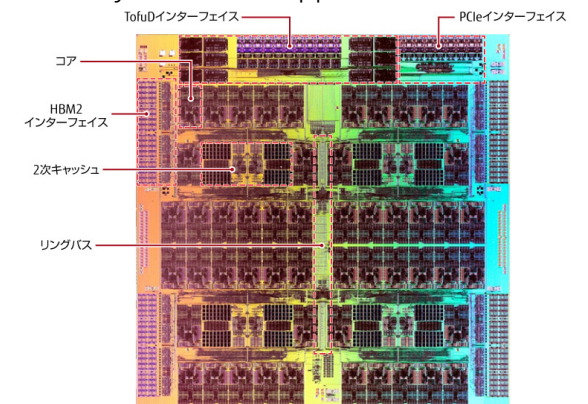 TofuDインターフェイス
PCIeインターフェイス
コア
HBM2
インターフェイス
2次キャッシュ
リングバス